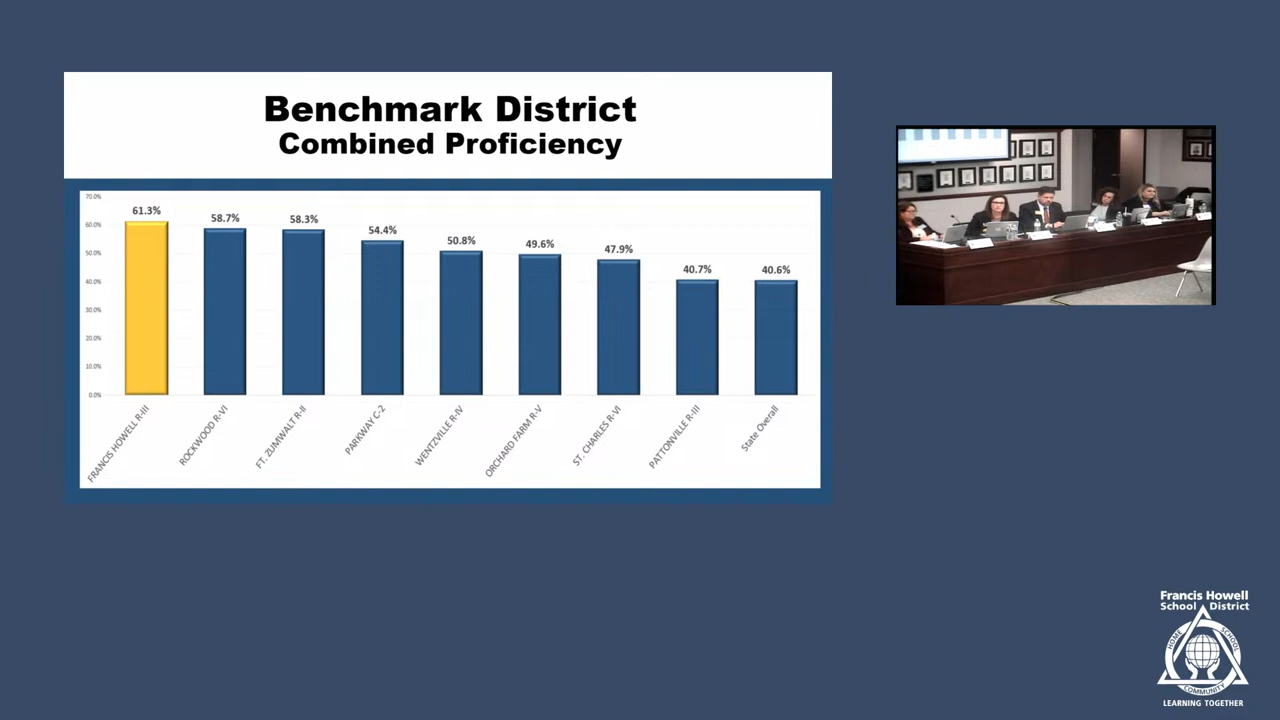 Benchmark District
Combined Proficiency
70.0%
60.0%
50.0%
40.0%
30.0%
20.0%
10.0%
0.0%
61.3%
58.7%
58.3%
54.4%
50.8%
49.6%
47.9%
40.7%
40.6%
FRANCIS HOWELL R-III
ROCKWOOD R-VI
FT. ZUMWALT R-II
PARKWAY C-2
WENTZVILLE R-IV
ORCHARD FARM R-V
ST. CHARLES R-VI
PATTONVILLE R-III
State Overall
Francis Howell
School District
HOME
SCHOOL
COMMUNITY
LEARNING TOGETHER